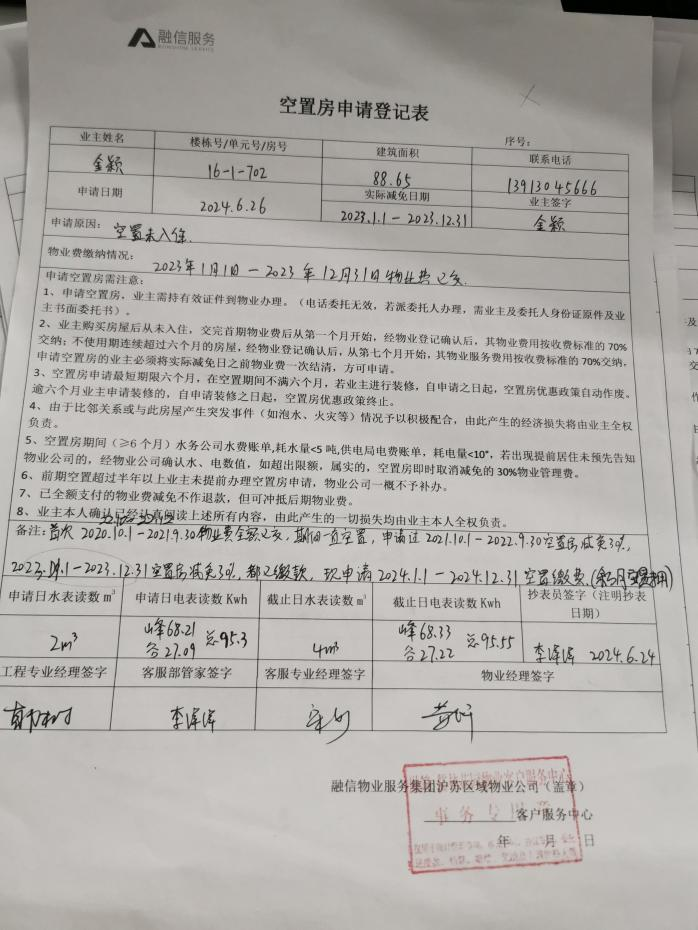 融信服务
RONSHINE SERVICE
空置房申请登记表
序号：
业主姓名 楼栋号/单元号/房号 建筑面积 联系电话
金颖 16-1-702 88.65 13913045666
申请日期 2024.6.26 实际减免日期 业主签字
2023.1.1－2023.12.31 金颖
申请原因：空置未入住.
物业费缴纳情况：2023年1月1日－2023年12月31日物业费已交.
申请空置房需注意：
1、申请空置房，业主需持有效证件到物业办理。（电话委托无效，若派委托人办理，需业主及委托人身份证原件及业
主书面委托书）。
2、业主购买房屋后从未入住，交完首期物业费后从第一个月开始，经物业登记确认后，其物业费用按收费标准的70%
交纳；不使用期连续超过六个月的房屋，经物业登记确认后，从第七个月开始，其物业服务费用按收费标准的70%交纳，
申请空置房的业主必须将实际减免日之前物业费一次结清，方可申请。
3、空置房申请最短期限六个月，在空置期间不满六个月，若业主进行装修，自申请之日起，空置房优惠政策自动作废。
逾六个月业主申请装修的，自申请装修之日起，空置房优惠政策终止。
4、由于比邻关系或与此房屋产生突发事件（如泡水、火灾等）情况予以积极配合，由此产生的经济损失将由业主全权
负责。
5、空置房期间（≥6个月）水务公司水费账单,耗水量<5吨,供电局电费账单，耗电量<10°，若出现提前居住未预先告知
物业公司的，经物业公司确认水、电数值，如超出限额，属实的，空置房即时取消减免的30%物业管理费。
6、前期空置超过半年以上业主未提前办理空置房申请，物业公司一概不予补办。
7、已全额支付的物业费减免不作退款，但可冲抵后期物业费。
8、业主本人确认已经认真阅读上述所有内容，由此产生的一切损失均由业主本人全权负责。
备注：首次2020.10.1－2021.9.30物业费全额已交，期间一直空置，申请过2021.10.1－2022.9.30空置房减免3%，
2023.1.1－2023.12.31空置房减免3%，都已缴款，现申请2024.1.1－2024.12.31空置缴费.
申请日水表读数 m³ 申请日电表读数 Kwh 截止日水表读数 m³ 截止日电表读数 Kwh 抄表员签字（注明抄表
日期）
2m³ 峰68.21 谷27.09 总95.3 4m³ 峰68.33 谷27.22 总95.55 李泽泽 2024.6.24
工程专业经理签字 客服部管家签字 客服专业经理签字 物业经理签字
李泽泽
融信物业服务集团沪苏区域物业公司（盖章）
客户服务中心
年 月 日